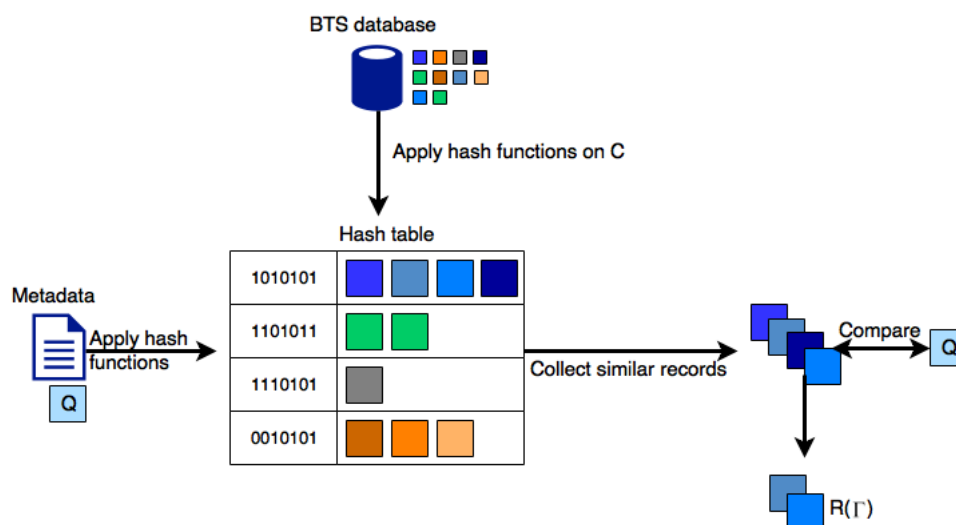 BTS database
Apply hash functions on C
Hash table
1010101
Metadata
1101011
Apply hash
functions
Compare
Q
Collect similar records
1110101
Q
0010101
R(Γ)